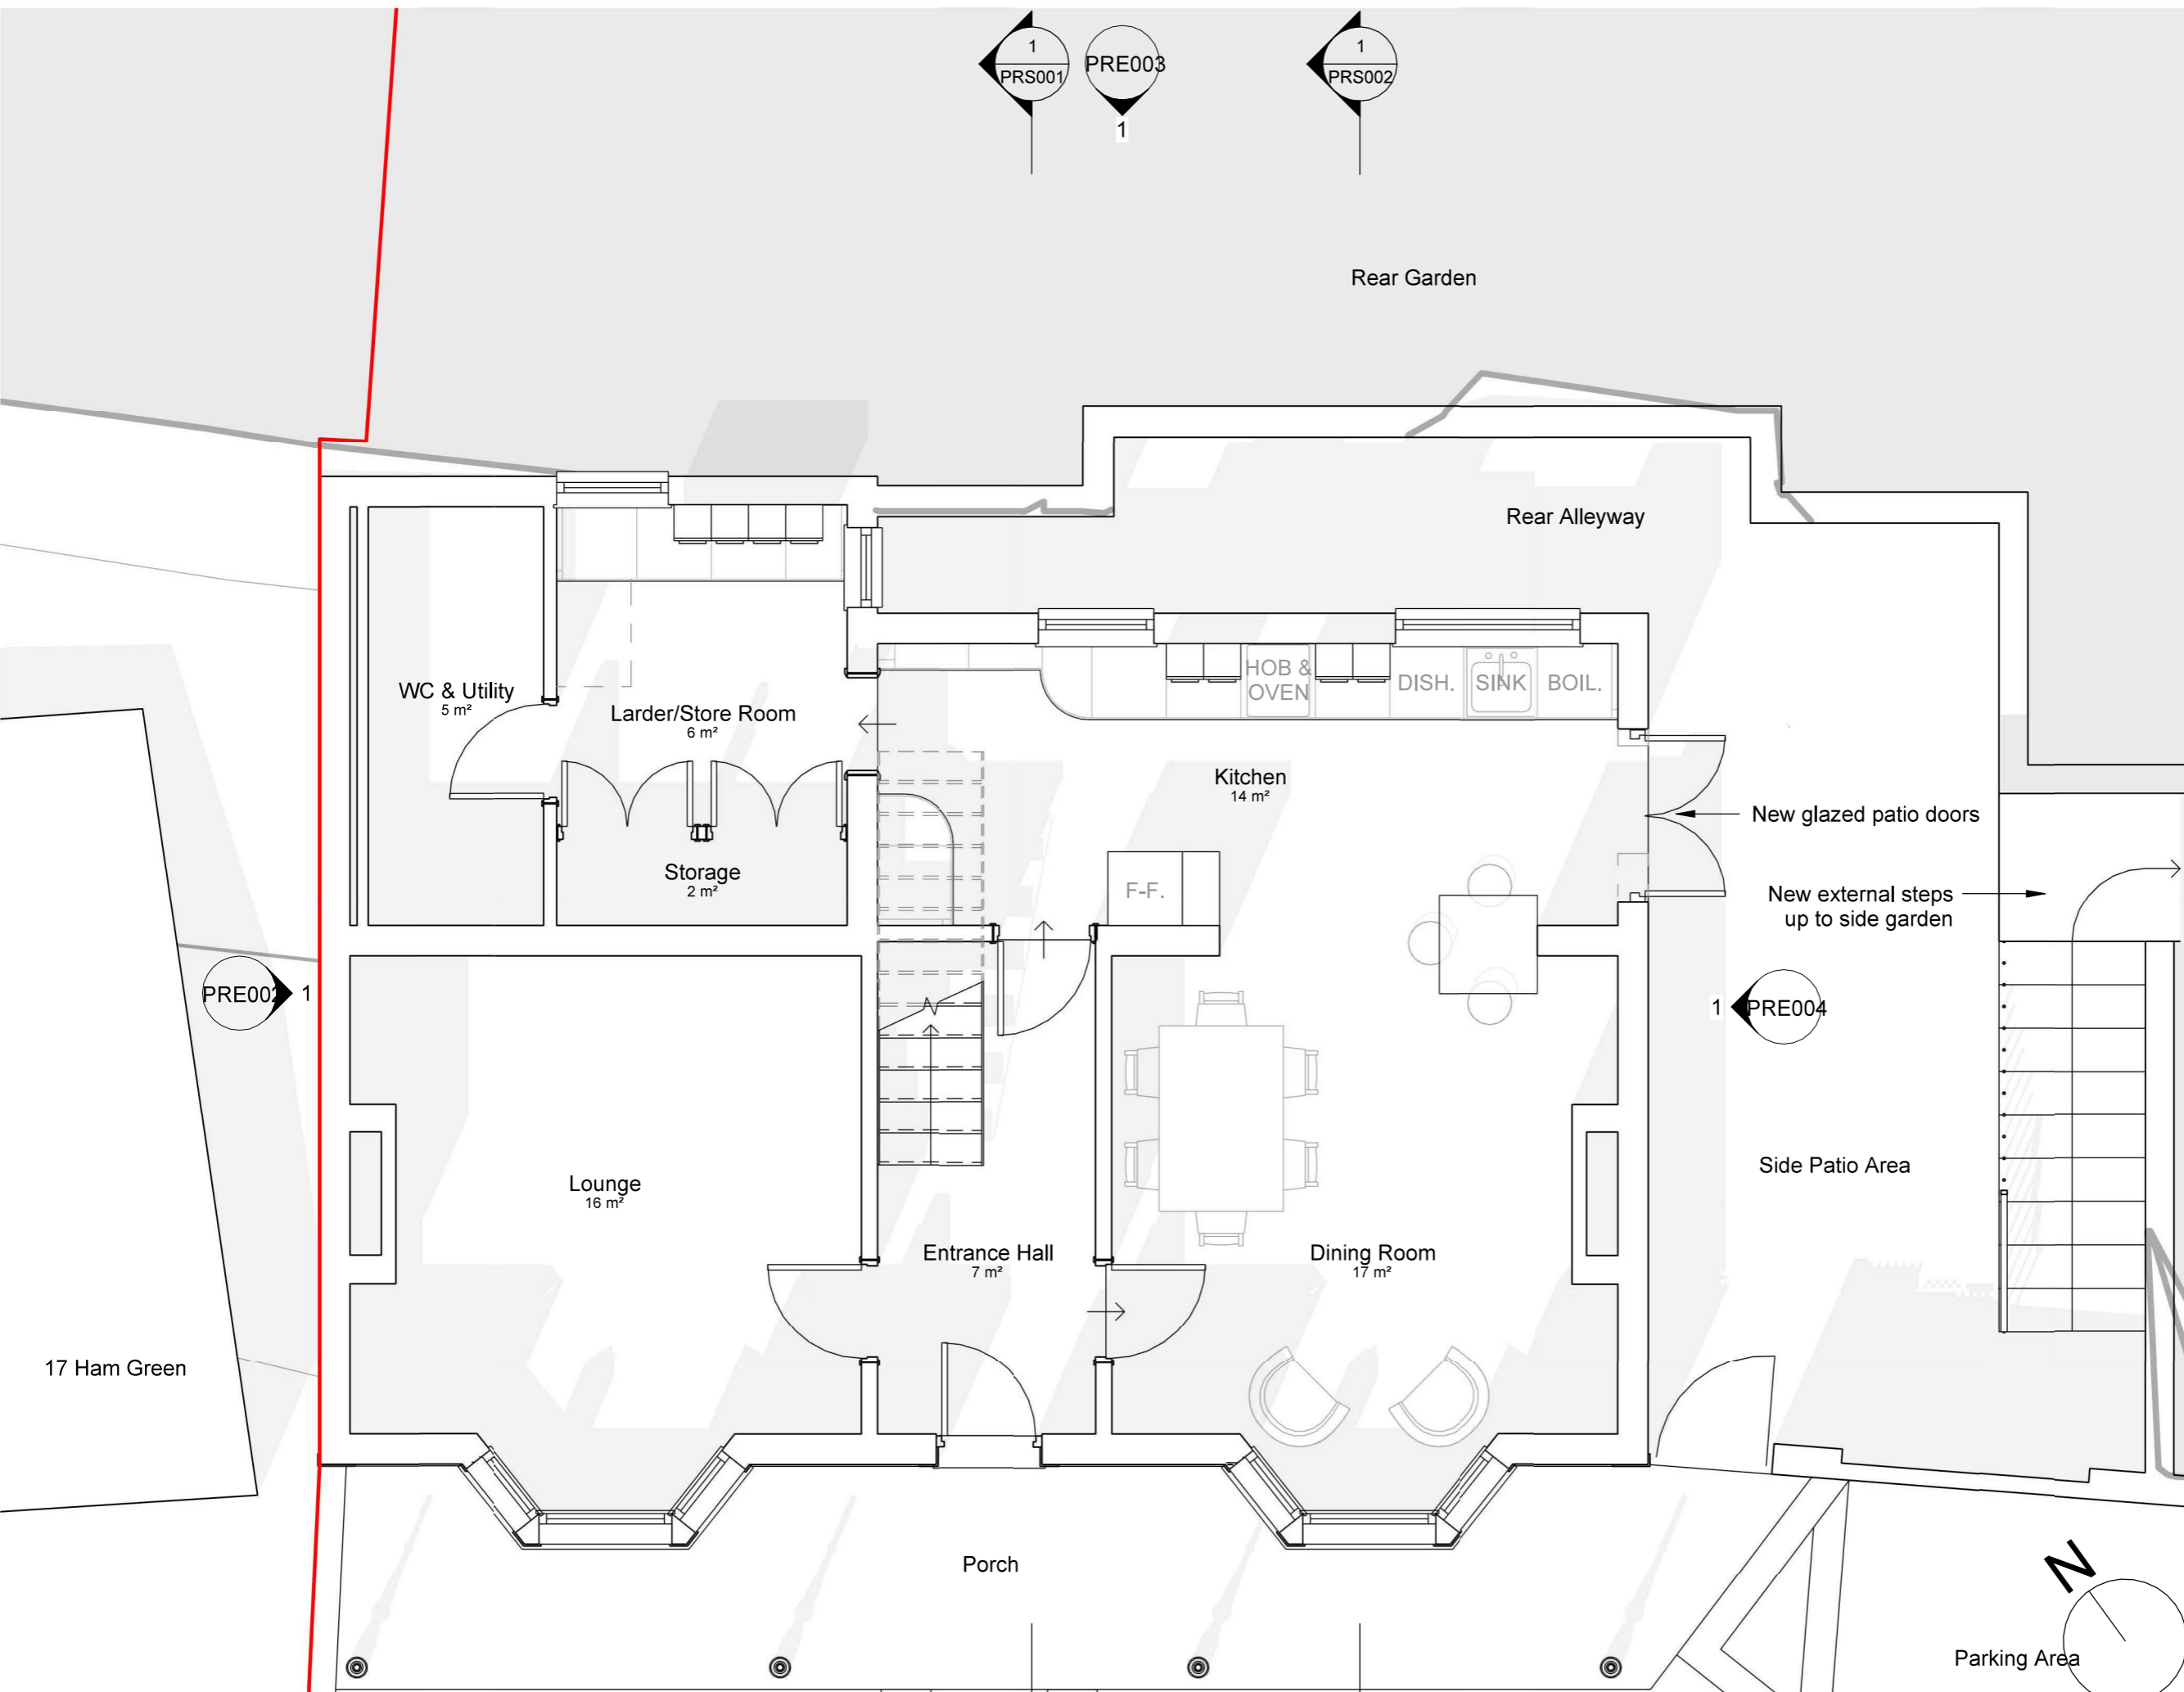 1
PRS001
PRE003
1
1
PRS002
Rear Garden
Rear Alleyway
HOB &
OVEN
DISH.
SINK
BOIL.
WC & Utility
5 m²
Larder/Store Room
6 m²
Kitchen
14 m²
New glazed patio doors
Storage
2 m²
F-F.
New external steps
up to side garden
PRE002
1
1
PRE004
Lounge
16 m²
Side Patio Area
Entrance Hall
7 m²
Dining Room
17 m²
17 Ham Green
Porch
N
Parking Area